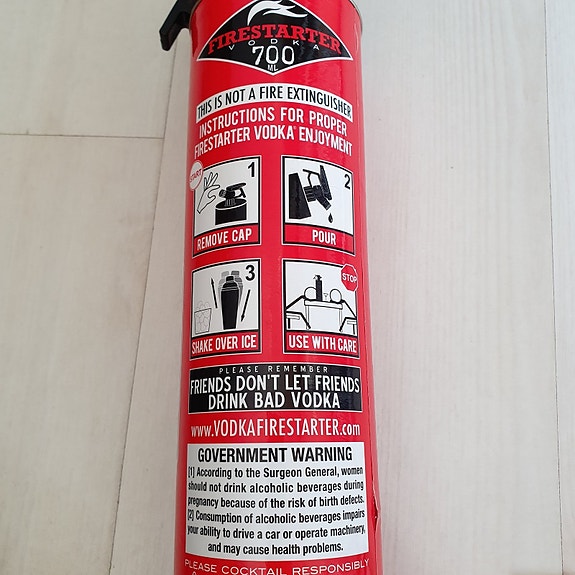 FIRESTARTER
VODKA
700
ML
THIS IS NOT A FIRE EXTINGUISHER
INSTRUCTIONS FOR PROPER
FIRESTARTER VODKA ENJOYMENT
START
1
2
REMOVE CAP
POUR
3
STOP
SHAKE OVER ICE
USE WITH CARE
PLEASE REMEMBER
FRIENDS DON'T LET FRIENDS
DRINK BAD VODKA
www.VODKAFIRESTARTER.com
GOVERNMENT WARNING
(1) According to the Surgeon General, women
should not drink alcoholic beverages during
pregnancy because of the risk of birth defects.
(2) Consumption of alcoholic beverages impairs
your ability to drive a car or operate machinery,
and may cause health problems.
PLEASE COCKTAIL RESPONSIBLY